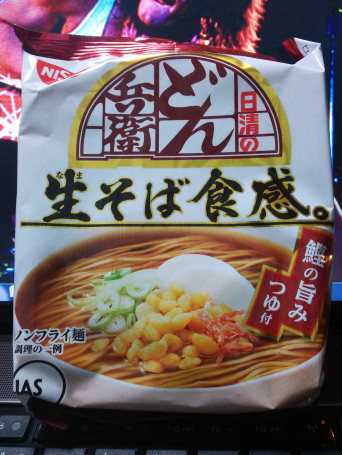 NISSIN
日清の
どん
兵衛
なま
生そば食感。
鰹の旨み
つゆ付
ノンフライ麺
調理の一例
JAS